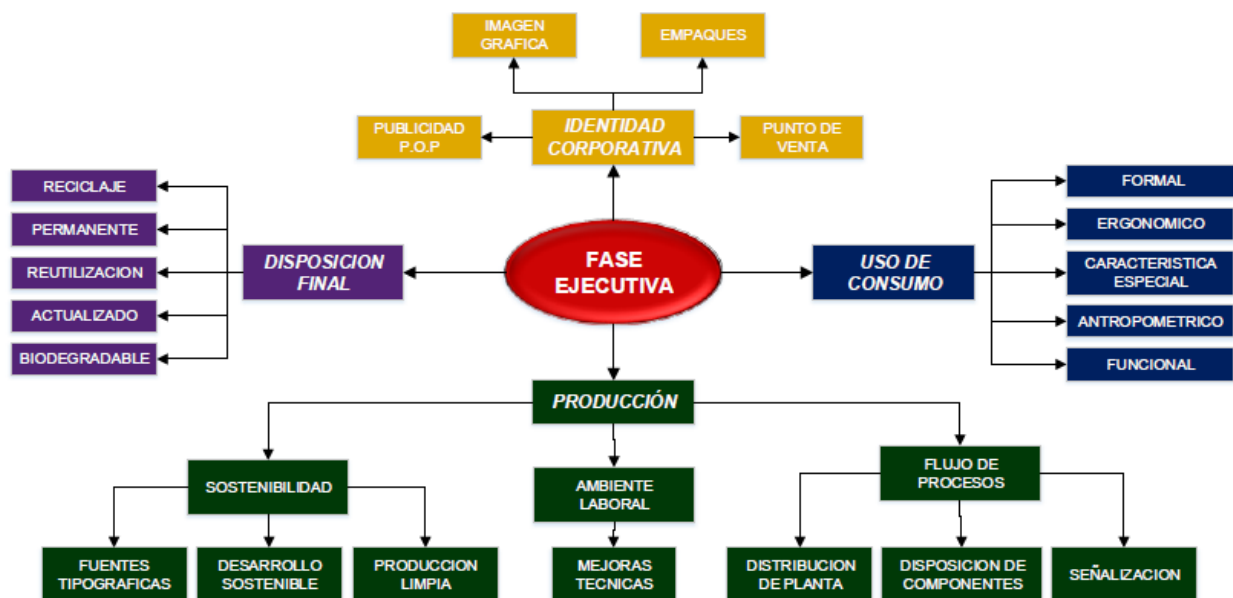 IMAGEN
GRAFICA
EMPAQUES
PUBLICIDAD
P.O.P
IDENTIDAD
CORPORATIVA
PUNTO DE
VENTA
RECICLAJE
PERMANENTE
REUTILIZACION
ACTUALIZADO
BIODEGRADABLE
DISPOSICION
FINAL
FASE
EJECUTIVA
USO DE
CONSUMO
FORMAL
ERGONOMICO
CARACTERISTICA
ESPECIAL
ANTROPOMETRICO
FUNCIONAL
PRODUCCIÓN
SOSTENIBILIDAD
AMBIENTE
LABORAL
FLUJO DE
PROCESOS
FUENTES
TIPOGRAFICAS
DESARROLLO
SOSTENIBLE
PRODUCCION
LIMPIA
MEJORAS
TECNICAS
DISTRIBUCION
DE PLANTA
DISPOSICION DE
COMPONENTES
SEÑALIZACION